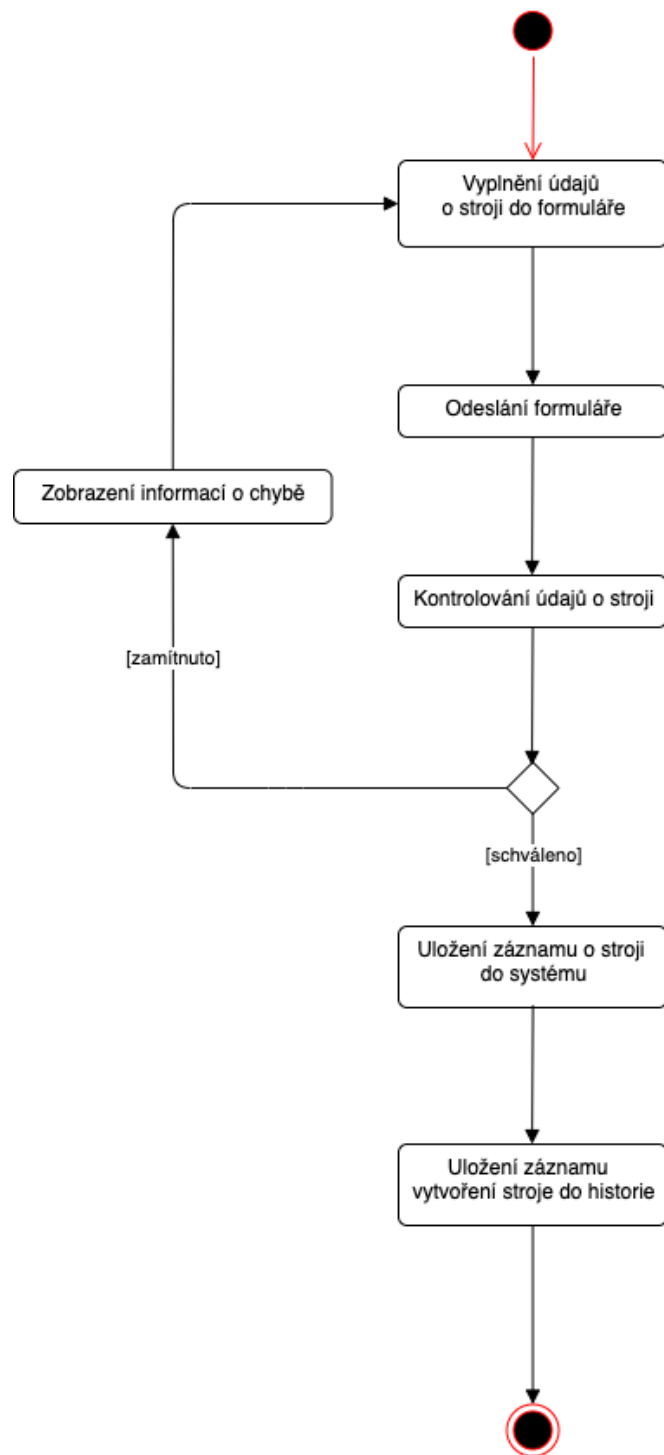 Vyplnění údajů
o stroji do formuláře
Odeslání formuláře
Zobrazení informací o chybě
Kontrolování údajů o stroji
[zamítnuto]
[schváleno]
Uložení záznamu o stroji
do systému
Uložení záznamu
vytvoření stroje do historie